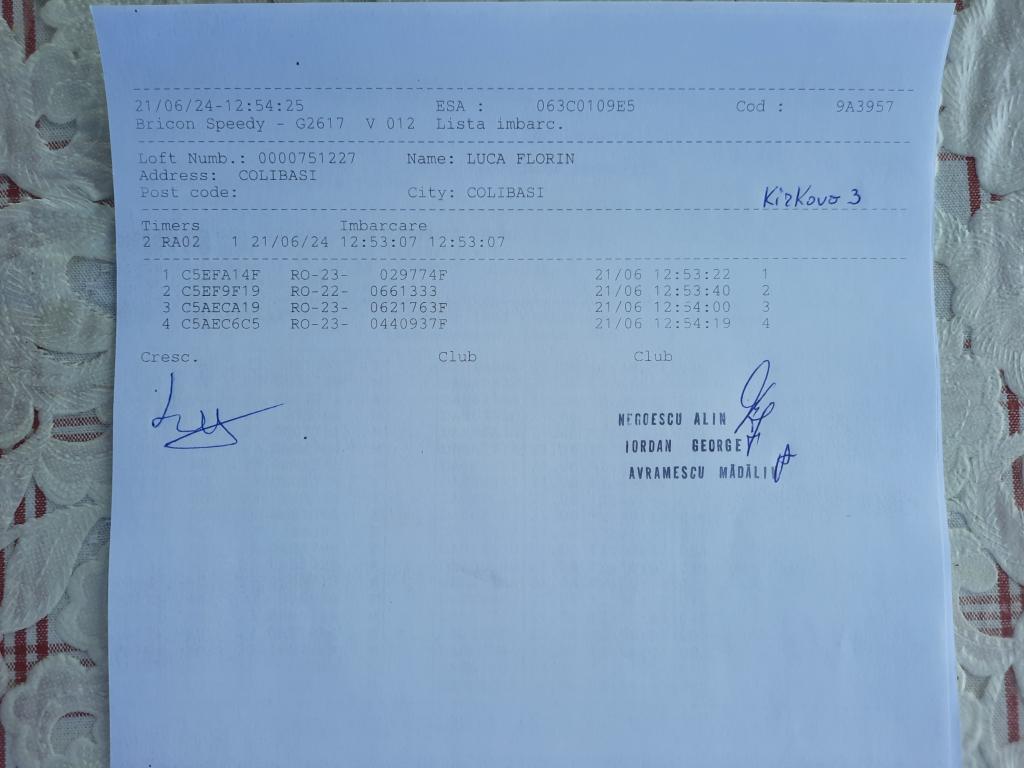 21/06/24-12:54:25 ESA : 063C0109E5 Cod : 9A3957
Bricon Speedy - G2617 V 012 Lista imbarc.
Loft Numb.: 0000751227 Name: LUCA FLORIN
Address: COLIBASI
Post code: City: COLIBASI Kirkovo 3
Timers Imbarcare
2 RA02 1 21/06/24 12:53:07 12:53:07
1 C5EFA14F RO-23- 029774F 21/06 12:53:22 1
2 C5EF9F19 RO-22- 0661333 21/06 12:53:40 2
3 C5AECA19 RO-23- 0621763F 21/06 12:54:00 3
4 C5AEC6C5 RO-23- 0440937F 21/06 12:54:19 4
Cresc. Club Club
NEGOESCU ALIN
IORDAN GEORGE
AVRAMESCU MĂDĂLIN